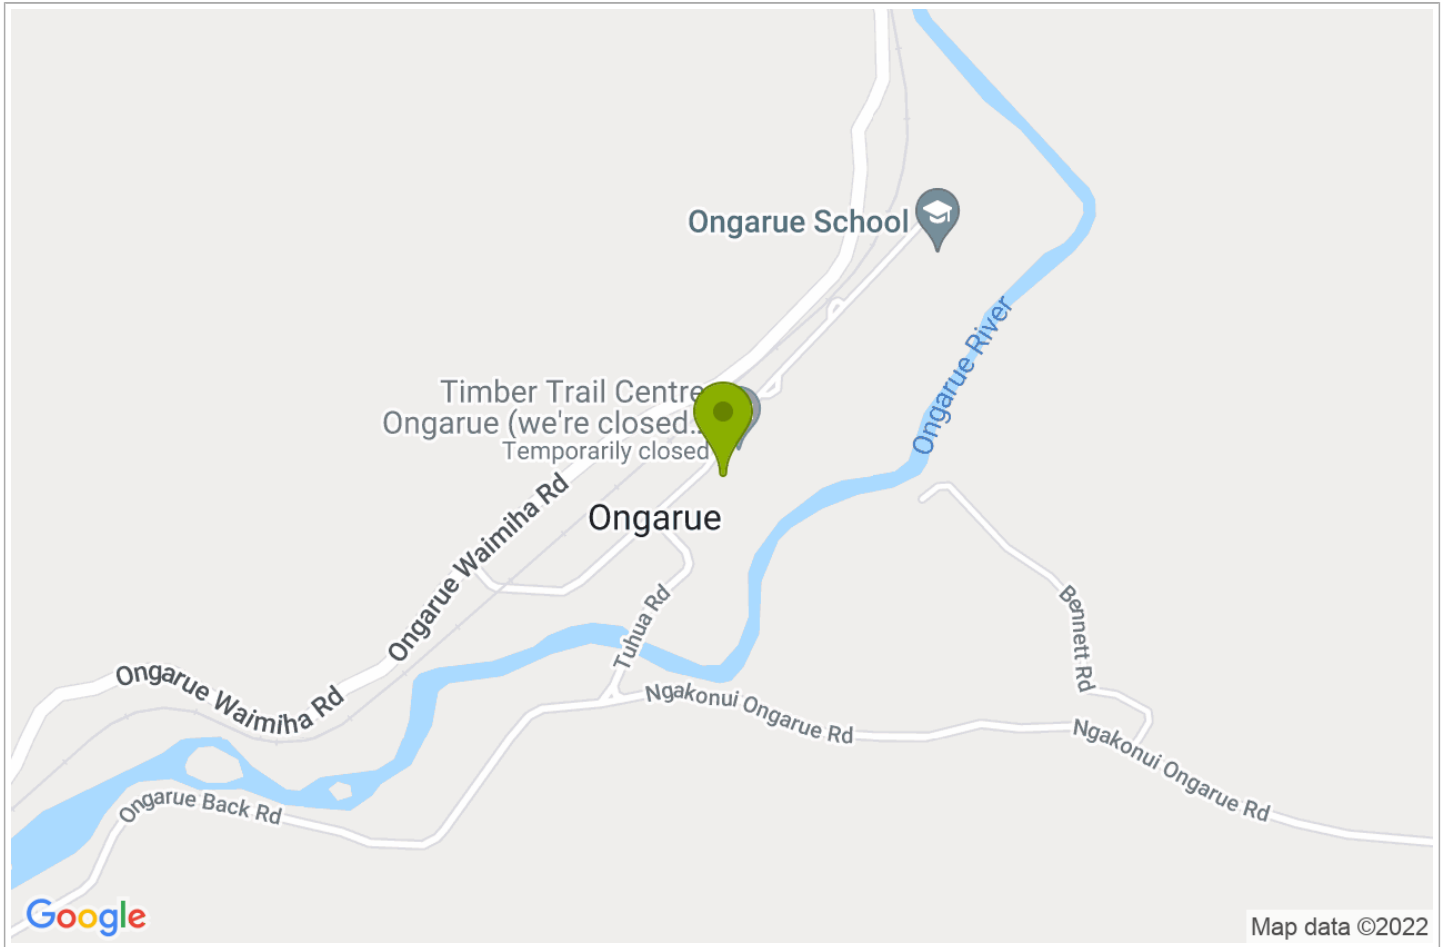 Ongarue School
Timber Trail Centre
Ongarue (we're closed..
Temporarily closed
Ongarue River
Ongarue
Ongarue Waimiha Rd
Bennett Rd
Tuhua Rd
Ongarue Waimiha Rd
Ngakonui Ongarue Rd
Ngakonui Ongarue Rd
Ongarue Back Rd
Google
Map data ©2022